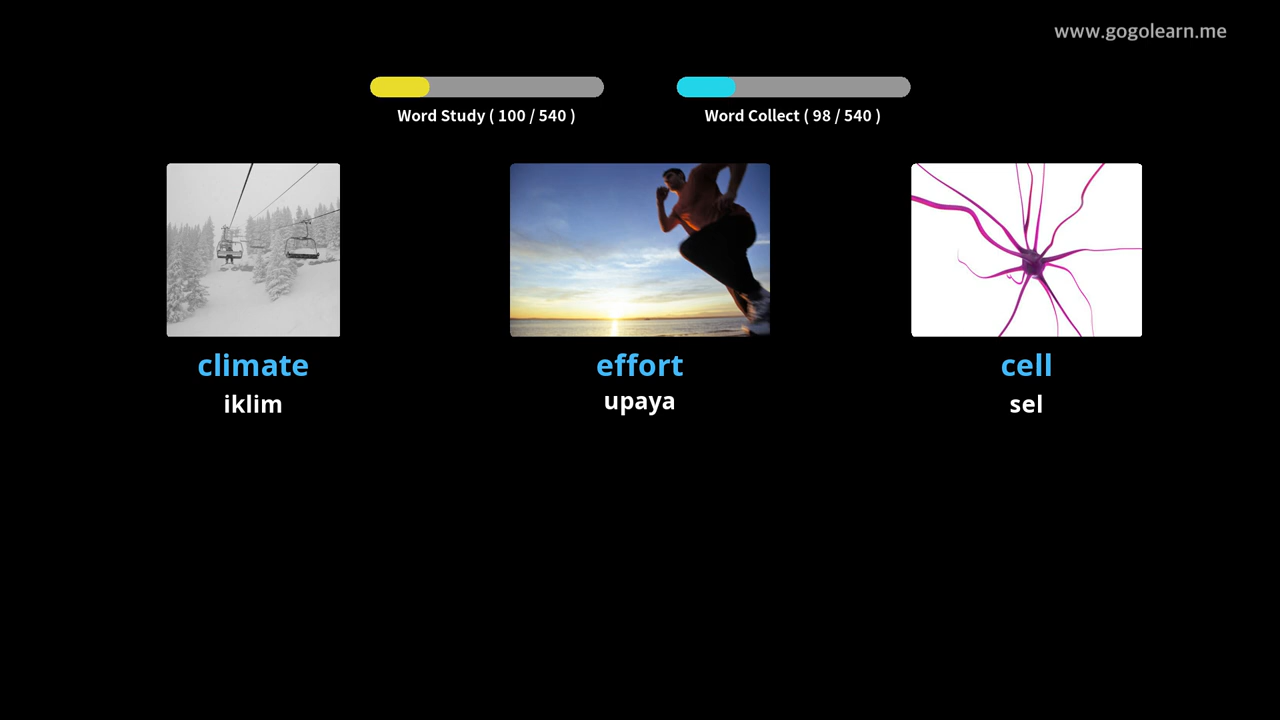 www.gogolearn.me
Word Study ( 100 / 540 )
Word Collect ( 98 / 540 )
climate
iklim
effort
upaya
cell
sel